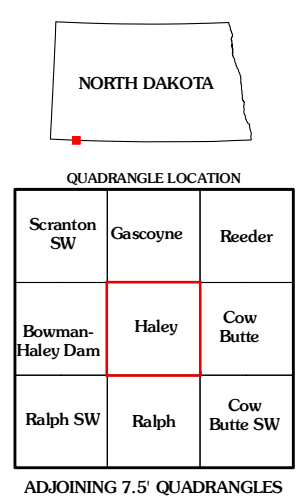 NORTH DAKOTA
QUADRANGLE LOCATION
Scranton
SW
Gascoyne
Reeder
Bowman-
Haley Dam
Haley
Cow
Butte
Ralph SW
Ralph
Cow
Butte SW
ADJOINING 7.5' QUADRANGLES